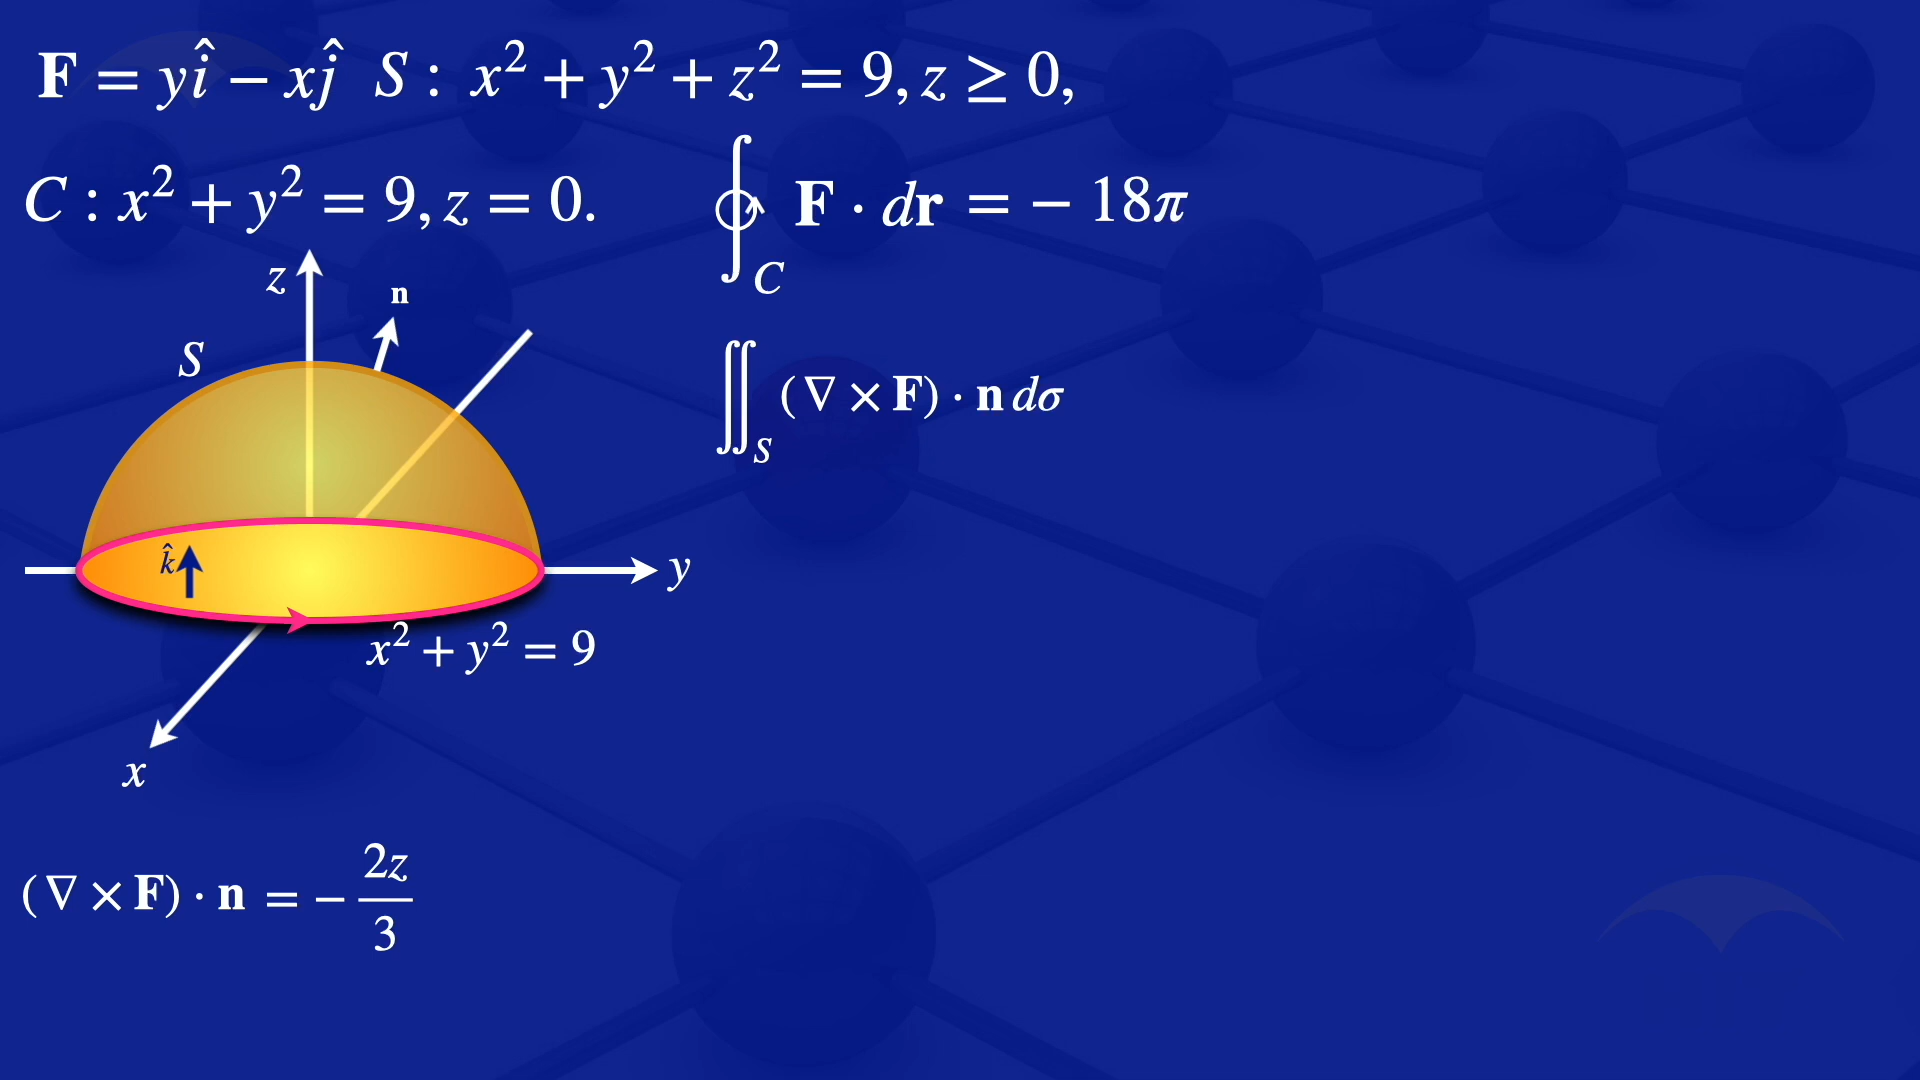 F = yî − xĵ S : x² + y² + z² = 9, z ≥ 0,
C : x² + y² = 9, z = 0.
∮_C F · dr = − 18π
z
n
S
∬_S (∇ × F) · n dσ
k̂
y
x² + y² = 9
x
(∇ × F) · n = − 2z/3